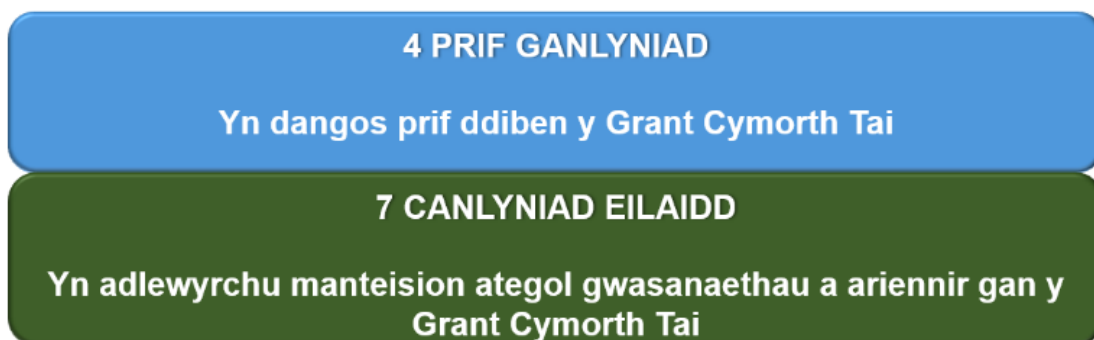 4 PRIF GANLYNIAD
Yn dangos prif ddiben y Grant Cymorth Tai
7 CANLYNIAD EILAIDD
Yn adlewyrchu manteision ategol gwasanaethau a ariennir gan y
Grant Cymorth Tai